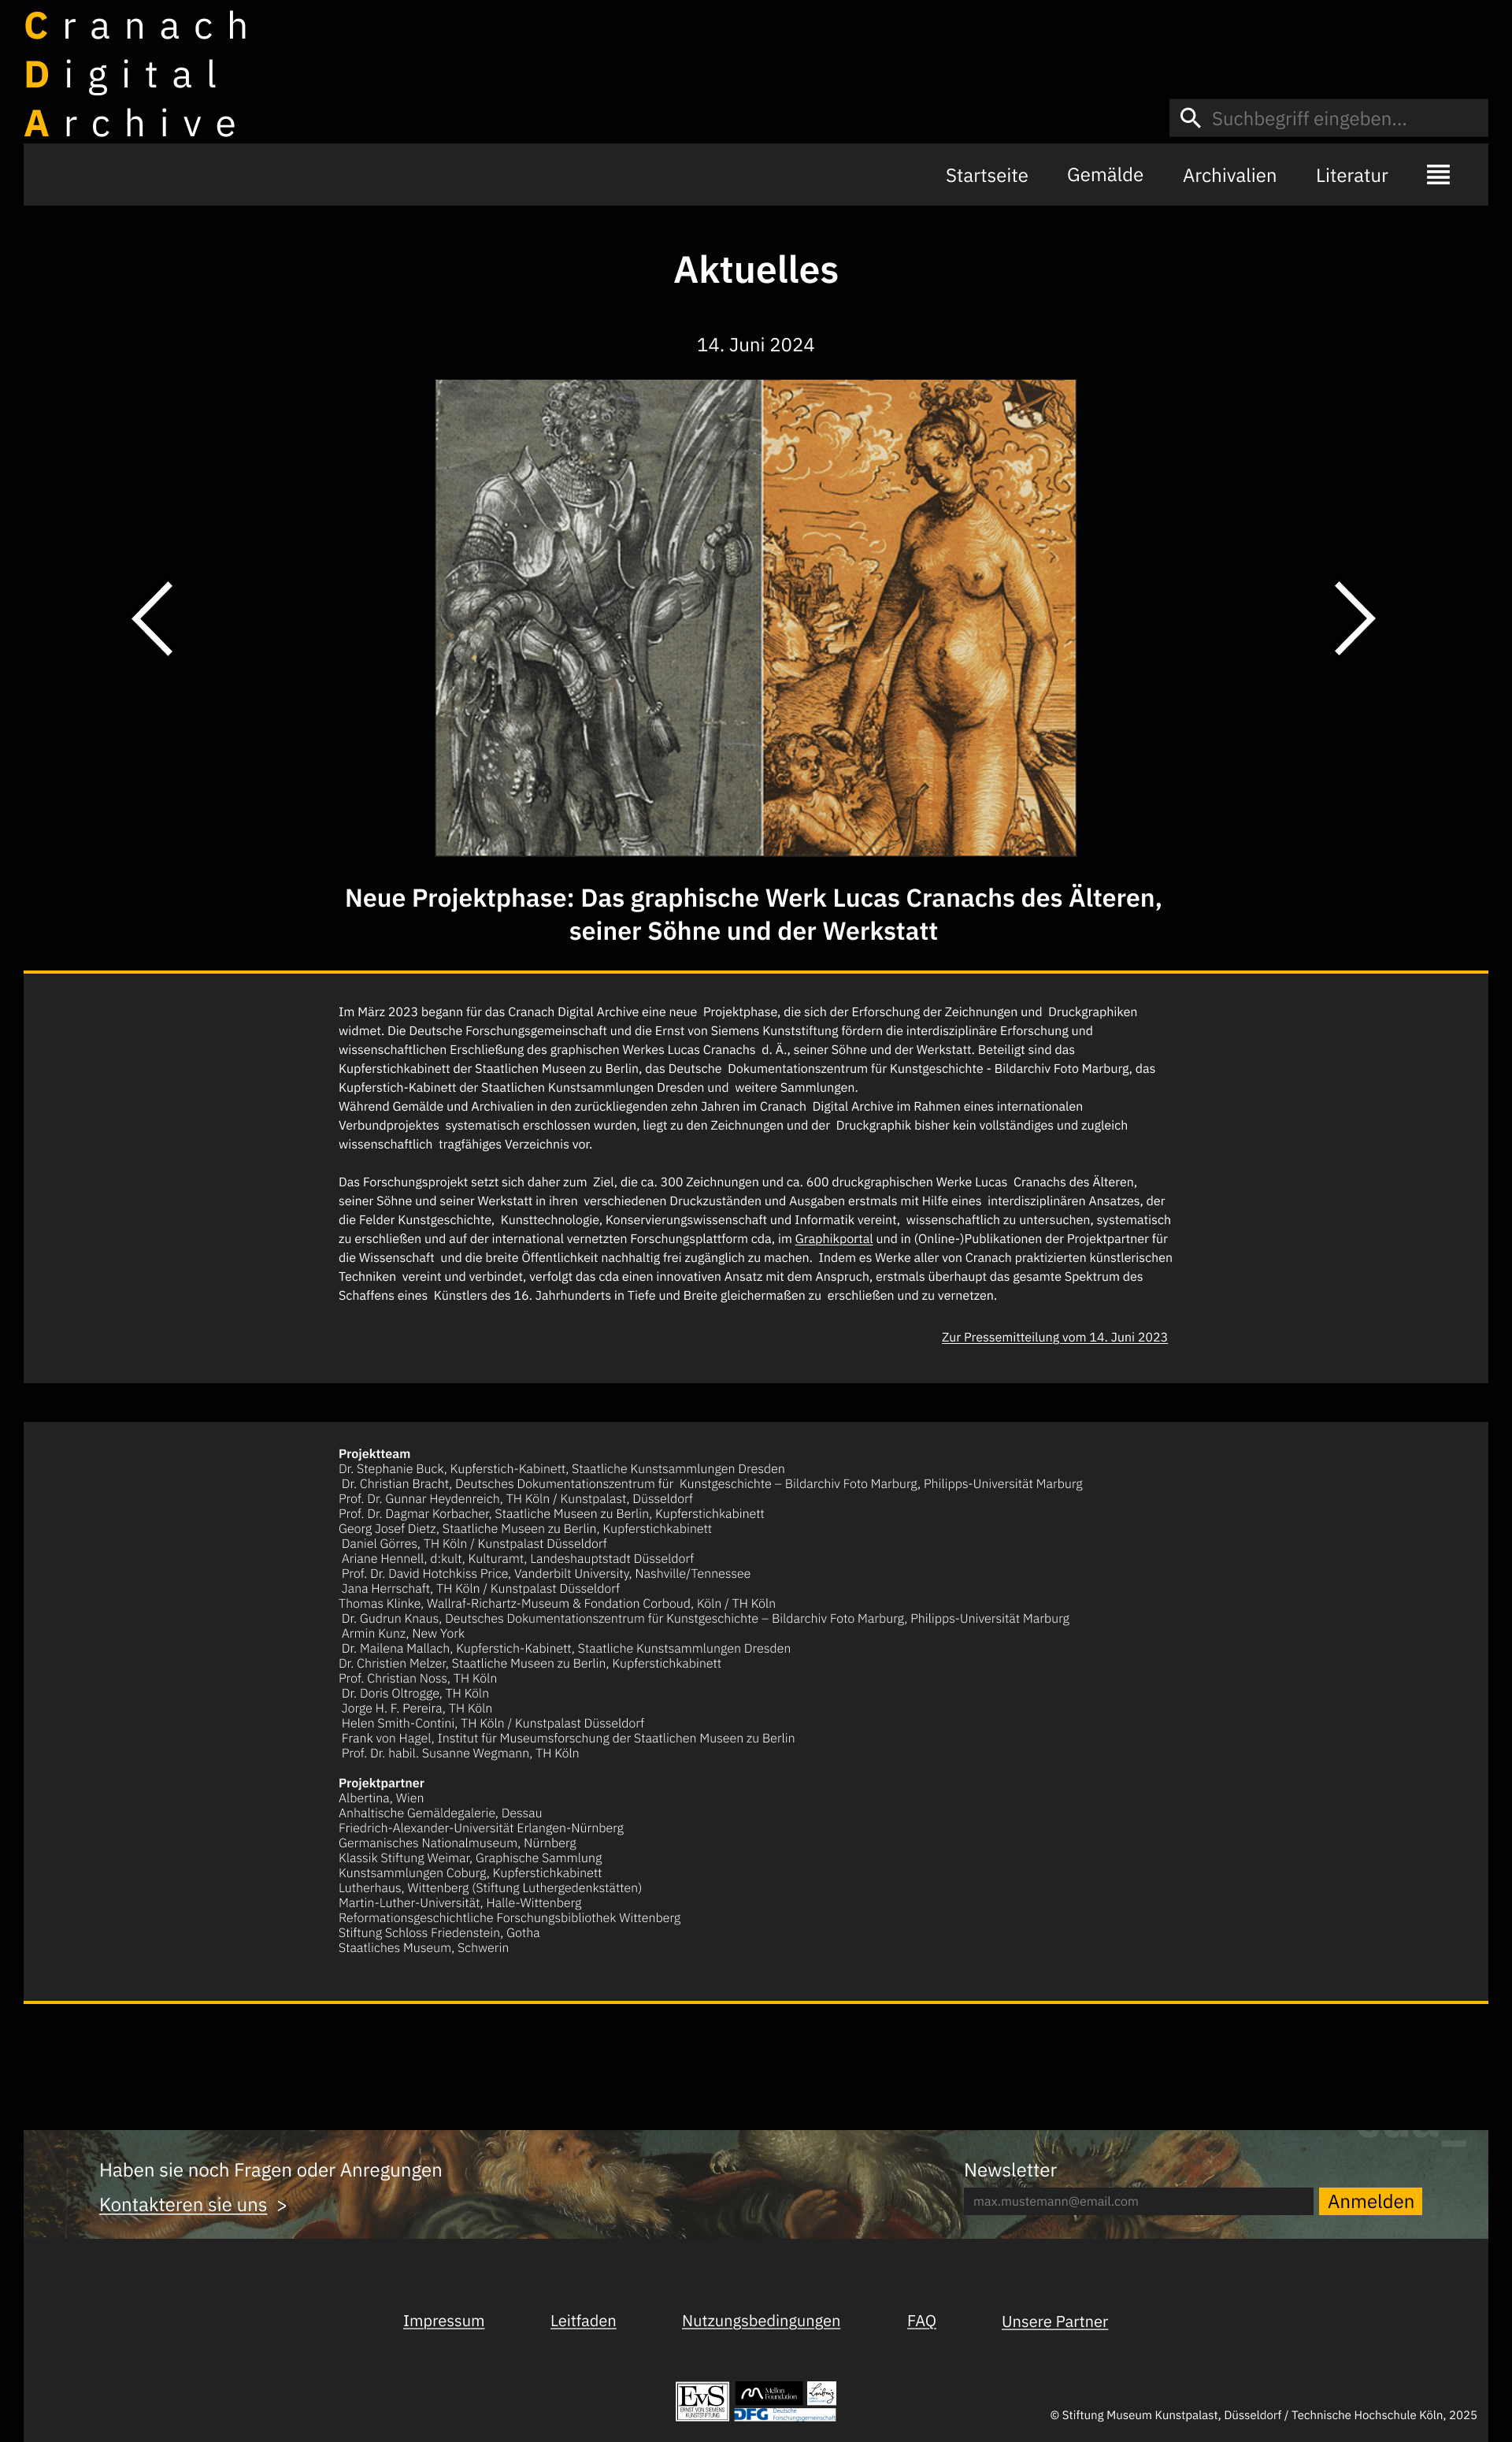 Cranach
Digital
Archive
Suchbegriff eingeben...
Startseite Gemälde Archivalien Literatur
Aktuelles
14. Juni 2024
Neue Projektphase: Das graphische Werk Lucas Cranachs des Älteren,
seiner Söhne und der Werkstatt
Im März 2023 begann für das Cranach Digital Archive eine neue Projektphase, die sich der Erforschung der Zeichnungen und Druckgraphiken
widmet. Die Deutsche Forschungsgemeinschaft und die Ernst von Siemens Kunststiftung fördern die interdisziplinäre Erforschung und
wissenschaftlichen Erschließung des graphischen Werkes Lucas Cranachs d. Ä., seiner Söhne und der Werkstatt. Beteiligt sind das
Kupferstichkabinett der Staatlichen Museen zu Berlin, das Deutsche Dokumentationszentrum für Kunstgeschichte - Bildarchiv Foto Marburg, das
Kupferstich-Kabinett der Staatlichen Kunstsammlungen Dresden und weitere Sammlungen.
Während Gemälde und Archivalien in den zurückliegenden zehn Jahren im Cranach Digital Archive im Rahmen eines internationalen
Verbundprojektes systematisch erschlossen wurden, liegt zu den Zeichnungen und der Druckgraphik bisher kein vollständiges und zugleich
wissenschaftlich tragfähiges Verzeichnis vor.
Das Forschungsprojekt setzt sich daher zum Ziel, die ca. 300 Zeichnungen und ca. 600 druckgraphischen Werke Lucas Cranachs des Älteren,
seiner Söhne und seiner Werkstatt in ihren verschiedenen Druckzuständen und Ausgaben erstmals mit Hilfe eines interdisziplinären Ansatzes, der
die Felder Kunstgeschichte, Kunsttechnologie, Konservierungswissenschaft und Informatik vereint, wissenschaftlich zu untersuchen, systematisch
zu erschließen und auf der international vernetzten Forschungsplattform cda, im Graphikportal und in (Online-)Publikationen der Projektpartner für
die Wissenschaft und die breite Öffentlichkeit nachhaltig frei zugänglich zu machen. Indem es Werke aller von Cranach praktizierten künstlerischen
Techniken vereint und verbindet, verfolgt das cda einen innovativen Ansatz mit dem Anspruch, erstmals überhaupt das gesamte Spektrum des
Schaffens eines Künstlers des 16. Jahrhunderts in Tiefe und Breite gleichermaßen zu erschließen und zu vernetzen.
Zur Pressemitteilung vom 14. Juni 2023
Projektteam
Dr. Stephanie Buck, Kupferstich-Kabinett, Staatliche Kunstsammlungen Dresden
Dr. Christian Bracht, Deutsches Dokumentationszentrum für Kunstgeschichte – Bildarchiv Foto Marburg, Philipps-Universität Marburg
Prof. Dr. Gunnar Heydenreich, TH Köln / Kunstpalast, Düsseldorf
Prof. Dr. Dagmar Korbacher, Staatliche Museen zu Berlin, Kupferstichkabinett
Georg Josef Dietz, Staatliche Museen zu Berlin, Kupferstichkabinett
Daniel Görres, TH Köln / Kunstpalast Düsseldorf
Ariane Hennell, d:kult, Kulturamt, Landeshauptstadt Düsseldorf
Prof. Dr. David Hotchkiss Price, Vanderbilt University, Nashville/Tennessee
Jana Herrschaft, TH Köln / Kunstpalast Düsseldorf
Thomas Klinke, Wallraf-Richartz-Museum & Fondation Corboud, Köln / TH Köln
Dr. Gudrun Knaus, Deutsches Dokumentationszentrum für Kunstgeschichte – Bildarchiv Foto Marburg, Philipps-Universität Marburg
Armin Kunz, New York
Dr. Mailena Mallach, Kupferstich-Kabinett, Staatliche Kunstsammlungen Dresden
Dr. Christien Melzer, Staatliche Museen zu Berlin, Kupferstichkabinett
Prof. Christian Noss, TH Köln
Dr. Doris Oltrogge, TH Köln
Jorge H. F. Pereira, TH Köln
Helen Smith-Contini, TH Köln / Kunstpalast Düsseldorf
Frank von Hagel, Institut für Museumsforschung der Staatlichen Museen zu Berlin
Prof. Dr. habil. Susanne Wegmann, TH Köln
Projektpartner
Albertina, Wien
Anhaltische Gemäldegalerie, Dessau
Friedrich-Alexander-Universität Erlangen-Nürnberg
Germanisches Nationalmuseum, Nürnberg
Klassik Stiftung Weimar, Graphische Sammlung
Kunstsammlungen Coburg, Kupferstichkabinett
Lutherhaus, Wittenberg (Stiftung Luthergedenkstätten)
Martin-Luther-Universität, Halle-Wittenberg
Reformationsgeschichtliche Forschungsbibliothek Wittenberg
Stiftung Schloss Friedenstein, Gotha
Staatliches Museum, Schwerin
Haben sie noch Fragen oder Anregungen
Kontakteren sie uns >
Newsletter
max.mustemann@email.com
Anmelden
Impressum Leitfaden Nutzungsbedingungen FAQ Unsere Partner
EvS
ERNST VON SIEMENS
KUNSTSTIFTUNG
Mellon
Foundation
DFG Deutsche
Forschungsgemeinschaft
© Stiftung Museum Kunstpalast, Düsseldorf / Technische Hochschule Köln, 2025